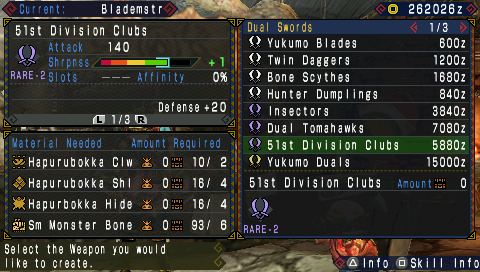 Current: Blademstr
262026z
51st Division Clubs
Attack 140
Shrpnss +1
RARE-2 Slots --- Affinity 0%
Defense+20
L 1/3 R
Material Needed Amount Required
Hapurubokka Clw 0 10/ 2
Hapurubokka Shl 0 16/ 4
Hapurbokka Hide 0 16/ 4
Sm Monster Bone 0 93/ 6
Select the Weapon you would
like to create.
Dual Swords 1/3
Yukumo Blades 600z
Twin Daggers 1200z
Bone Scythes 1680z
Hunter Dumplings 840z
Insectors 3840z
Dual Tomahawks 7080z
51st Division Clubs 5880z
Yukumo Duals 15000z
51st Division Clubs Amount 0
RARE-2
Info Skill Info